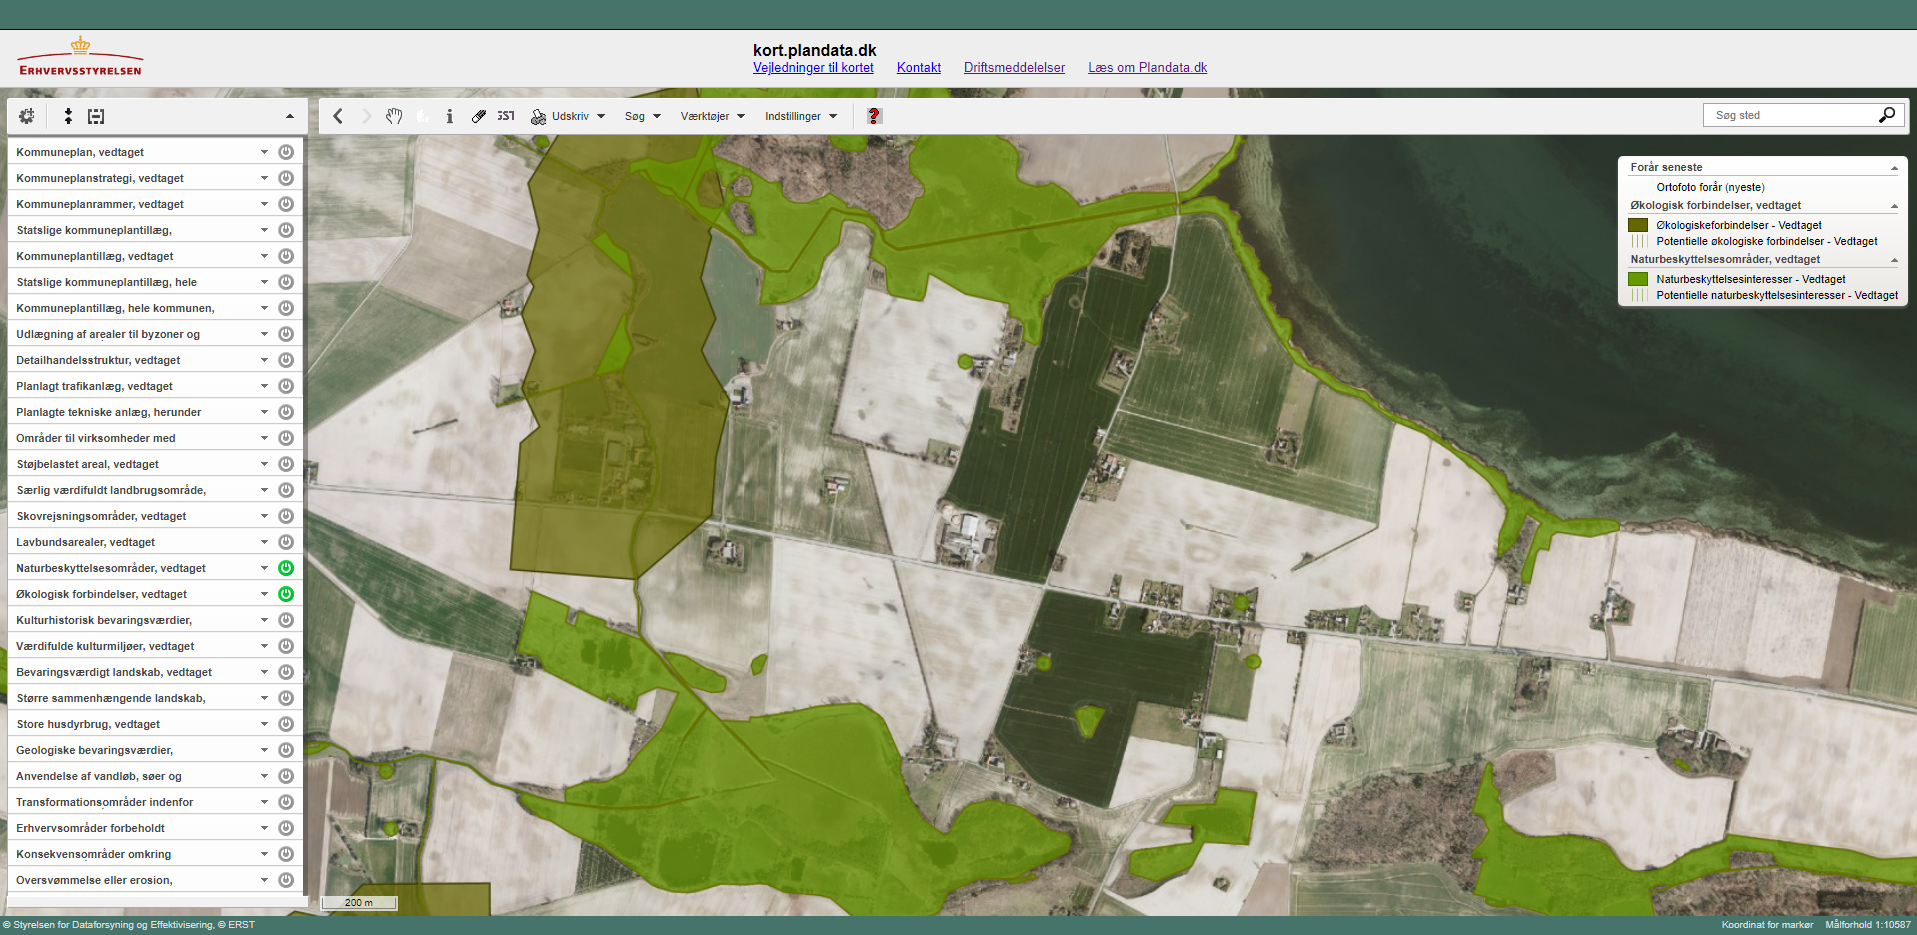 ERHVERVSSTYRELSEN
kort.plandata.dk
Vejledninger til kortet Kontakt Driftsmeddelelser Læs om Plandata.dk
Udskriv Søg Værktøjer Indstillinger ? Søg sted
Kommuneplan, vedtaget
Kommuneplanstrategi, vedtaget
Kommuneplanrammer, vedtaget
Statslige kommuneplantillæg,
Kommuneplantillæg, vedtaget
Statslige kommuneplantillæg, hele
Kommuneplantillæg, hele kommunen,
Udlægning af arealer til byzoner og
Detailhandelsstruktur, vedtaget
Planlagt trafikanlæg, vedtaget
Planlagte tekniske anlæg, herunder
Områder til virksomheder med
Støjbelastet areal, vedtaget
Særlig værdifuldt landbrugsområde,
Skovrejsningsområder, vedtaget
Lavbundsarealer, vedtaget
Naturbeskyttelsesområder, vedtaget
Økologisk forbindelser, vedtaget
Kulturhistorisk bevaringsværdier,
Værdifulde kulturmiljøer, vedtaget
Bevaringsværdigt landskab, vedtaget
Større sammenhængende landskab,
Store husdyrbrug, vedtaget
Geologiske bevaringsværdier,
Anvendelse af vandløb, søer og
Transformationsområder indenfor
Erhvervsområder forbeholdt
Konsekvensområder omkring
Oversvømmelse eller erosion,
Forår seneste
Ortofoto forår (nyeste)
Økologisk forbindelser, vedtaget
Økologiskeforbindelser - Vedtaget
Potentielle økologiske forbindelser - Vedtaget
Naturbeskyttelsesområder, vedtaget
Naturbeskyttelsesinteresser - Vedtaget
Potentielle naturbeskyttelsesinteresser - Vedtaget
200 m
© Styrelsen for Dataforsyning og Effektivisering, © ERST
Koordinat for markør Målforhold 1:10587